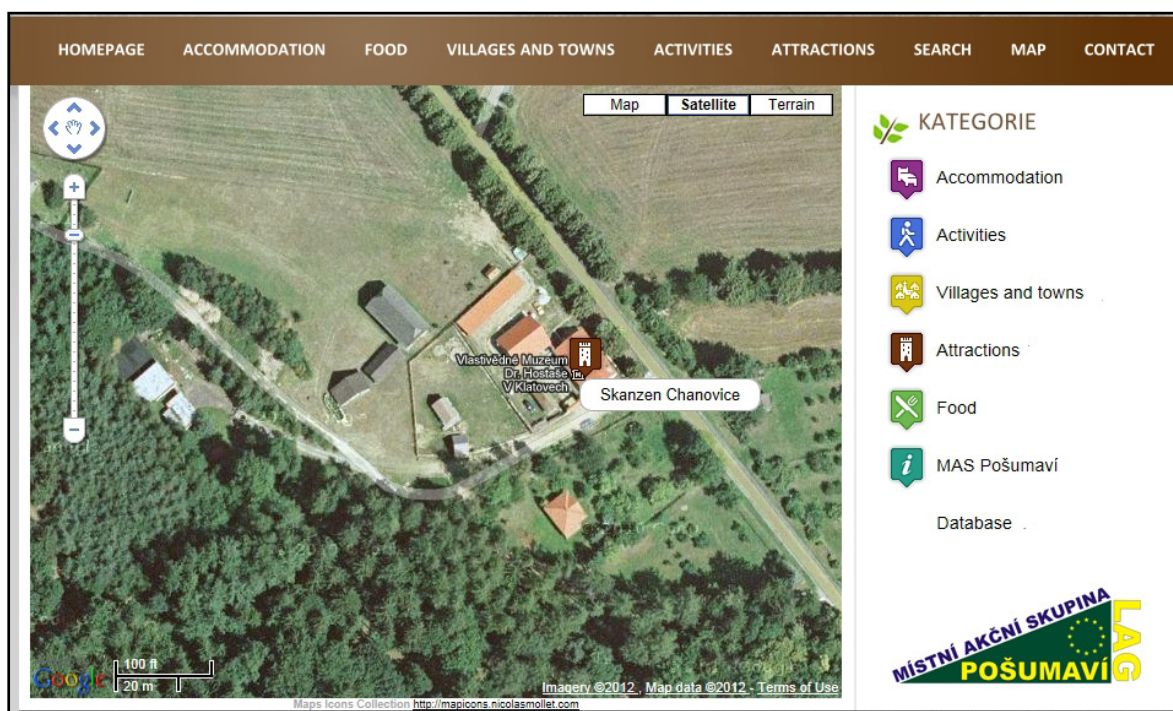 HOMEPAGE ACCOMMODATION FOOD VILLAGES AND TOWNS ACTIVITIES ATTRACTIONS SEARCH MAP CONTACT
Map Satellite Terrain
Vlastivědné Muzeum
Dr. Hostaše
V Klatovech
Skanzen Chanovice
100 ft
20 m
Google
Imagery ©2012 , Map data ©2012 - Terms of Use
Maps Icons Collection http://mapicons.nicolasmollet.com
KATEGORIE
Accommodation
Activities
Villages and towns
Attractions
Food
MAS Pošumaví
Database
MÍSTNÍ AKČNÍ SKUPINA
POŠUMAVÍ
LAG